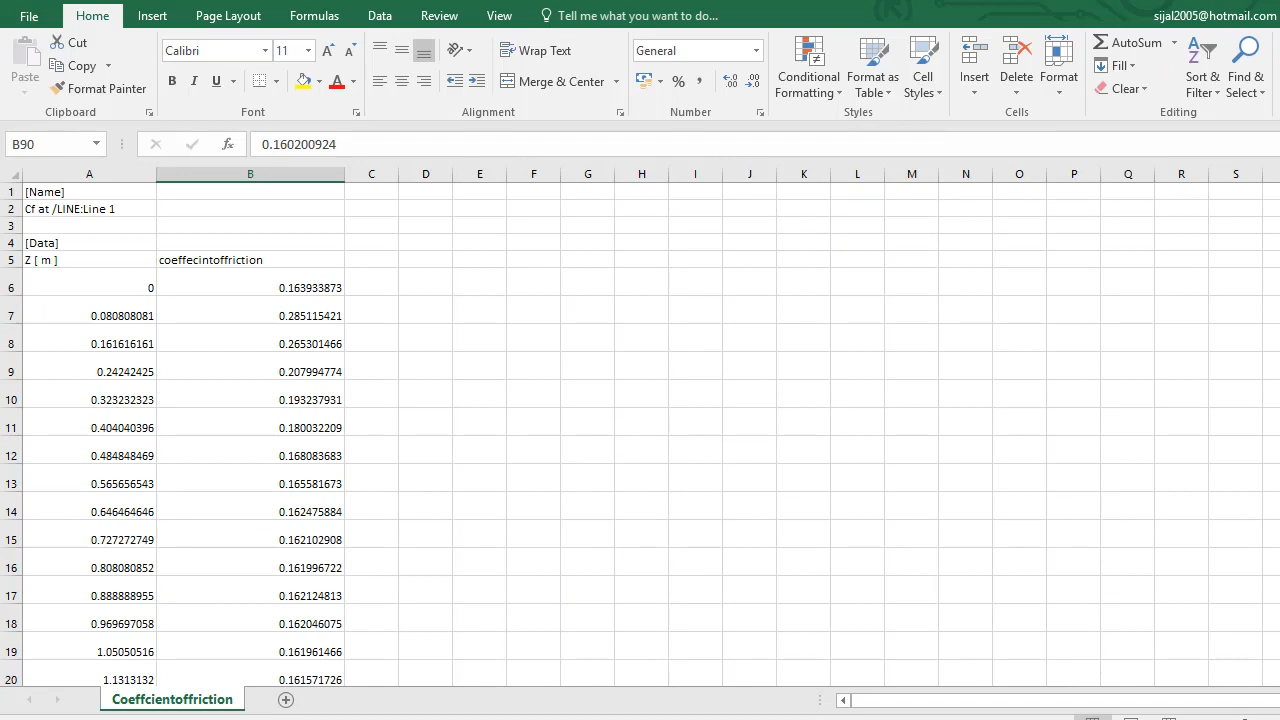 File Home Insert Page Layout Formulas Data Review View Tell me what you want to do... sijal2005@hotmail.com
Paste Cut Copy Format Painter Clipboard
Calibri 11 A A B I U A Font
Wrap Text Merge & Center Alignment
General % , .0 .00 .00 .0 Number
Conditional Formatting Format as Table Cell Styles Styles
Insert Delete Format Cells
AutoSum Fill Clear Sort & Filter Find & Select Editing
B90 fx 0.160200924
A B C D E F G H I J K L M N O P Q R S
1 [Name]
2 Cf at /LINE:Line 1
3
4 [Data]
5 Z [ m ] coeffecintoffriction
6 0 0.163933873
7 0.080808081 0.285115421
8 0.161616161 0.265301466
9 0.24242425 0.207994774
10 0.323232323 0.193237931
11 0.404040396 0.180032209
12 0.484848469 0.168083683
13 0.565656543 0.165581673
14 0.646464646 0.162475884
15 0.727272749 0.162102908
16 0.808080852 0.161996722
17 0.888888955 0.162124813
18 0.969697058 0.162046075
19 1.05050516 0.161961466
20 1.1313132 0.161571726
Coeffcientoffriction